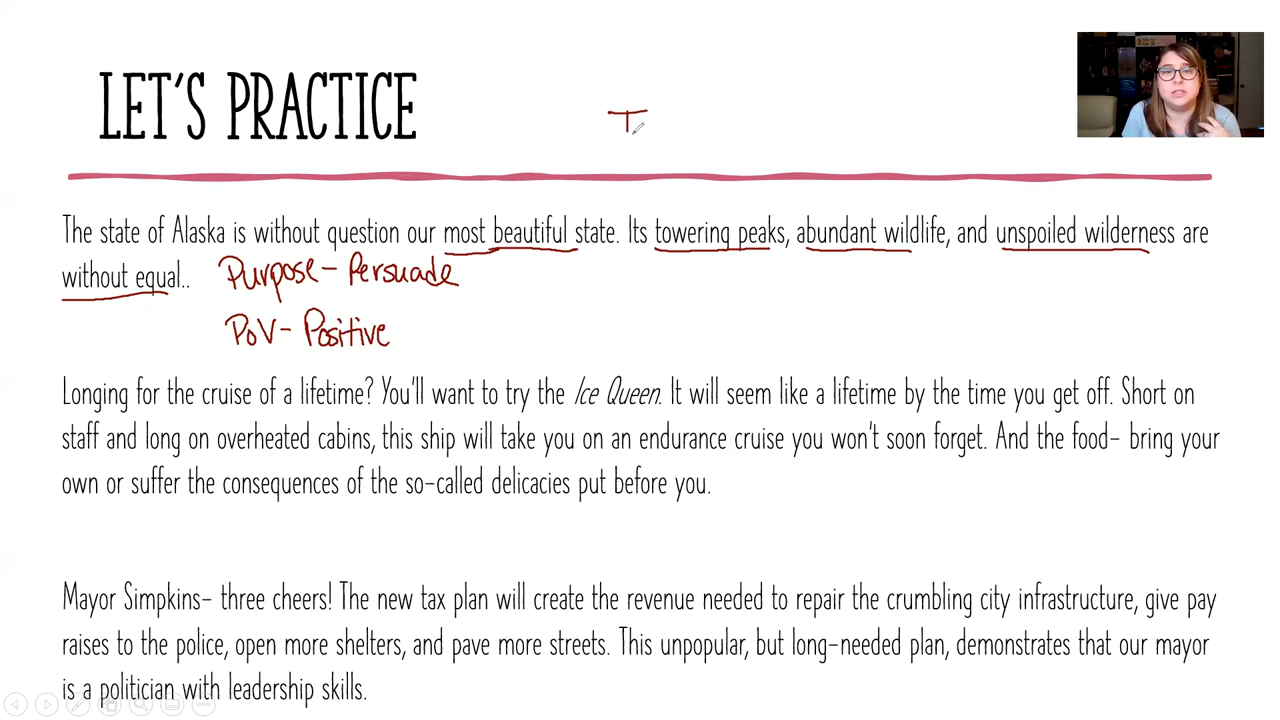 LET'S PRACTICE
T
The state of Alaska is without question our most beautiful state. Its towering peaks, abundant wildlife, and unspoiled wilderness are
without equal..
Purpose- Persuade
PoV- Positive
Longing for the cruise of a lifetime? You'll want to try the Ice Queen. It will seem like a lifetime by the time you get off. Short on
staff and long on overheated cabins, this ship will take you on an endurance cruise you won't soon forget. And the food- bring your
own or suffer the consequences of the so-called delicacies put before you.
Mayor Simpkins- three cheers! The new tax plan will create the revenue needed to repair the crumbling city infrastructure, give pay
raises to the police, open more shelters, and pave more streets. This unpopular, but long-needed plan, demonstrates that our mayor
is a politician with leadership skills.